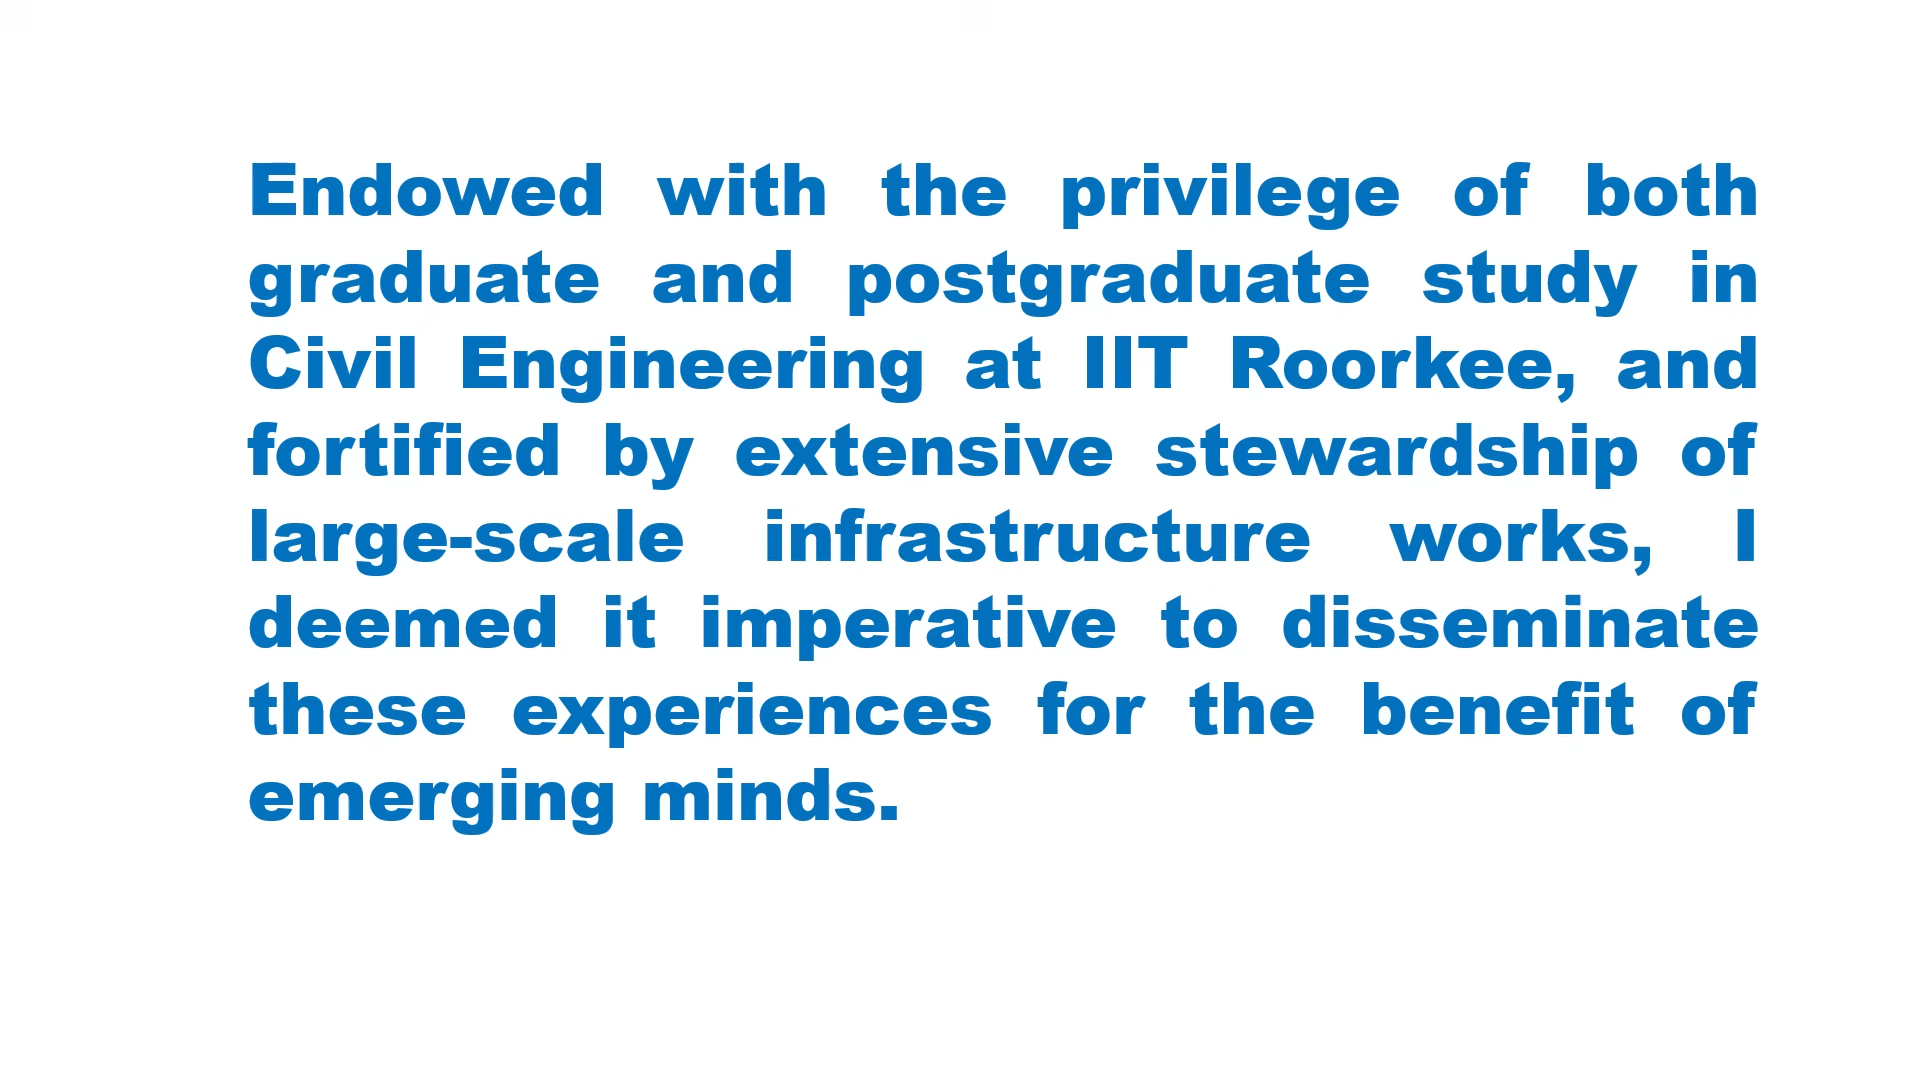 Endowed with the privilege of both
graduate and postgraduate study in
Civil Engineering at IIT Roorkee, and
fortified by extensive stewardship of
large-scale infrastructure works, I
deemed it imperative to disseminate
these experiences for the benefit of
emerging minds.